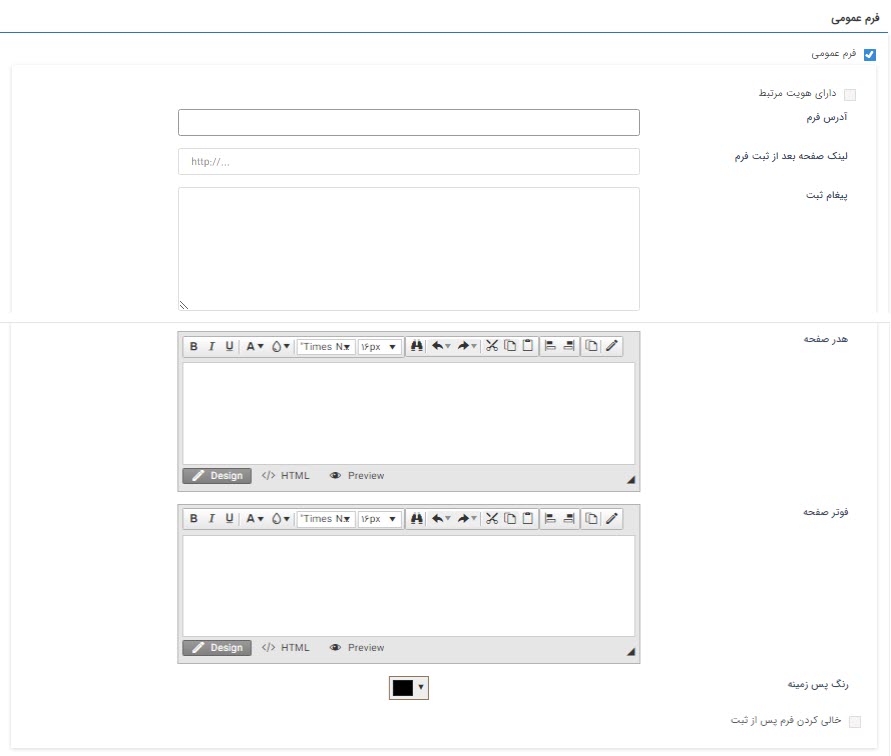 فرم عمومی
فرم عمومی
دارای هویت مرتبط
آدرس فرم
لینک صفحه بعد از ثبت فرم
http://...
پیغام ثبت
هدر صفحه
B I U A "Times N ۱۶px
Design </> HTML Preview
فوتر صفحه
B I U A "Times N ۱۶px
Design </> HTML Preview
رنگ پس زمینه
خالی کردن فرم پس از ثبت